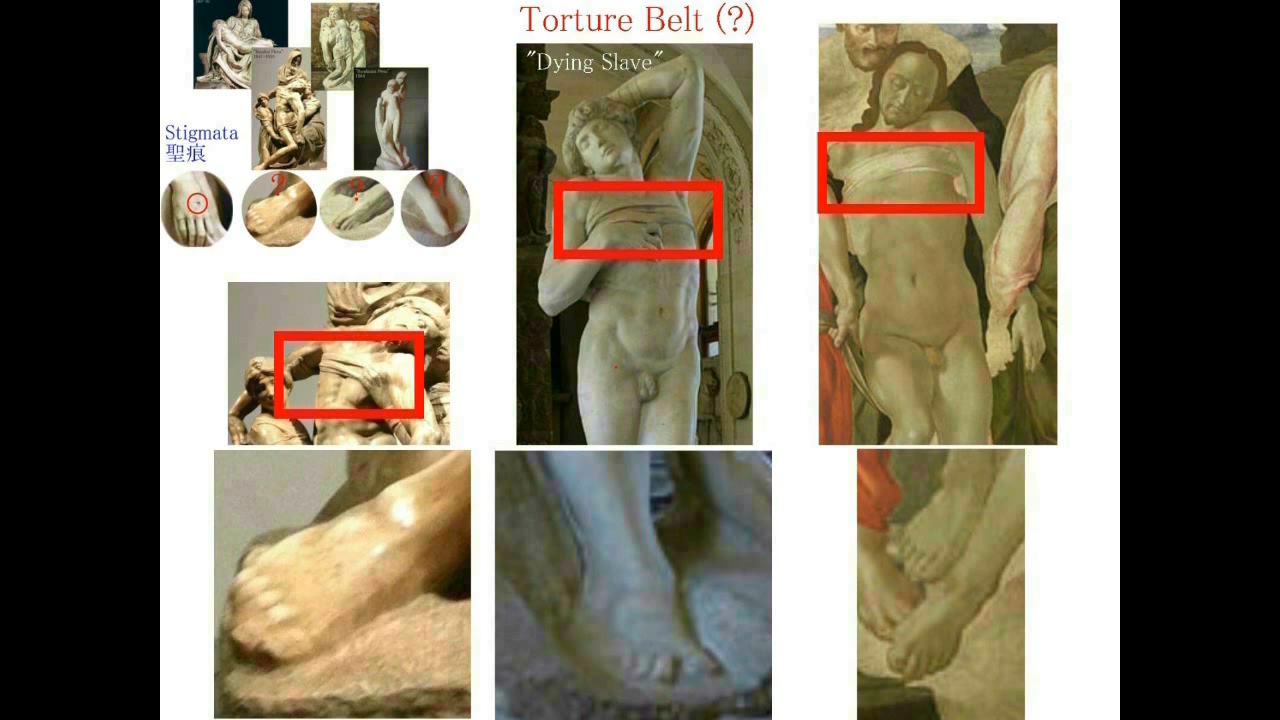 Torture Belt (?)
"Dying Slave"
Stigmata
聖痕
?
?
?